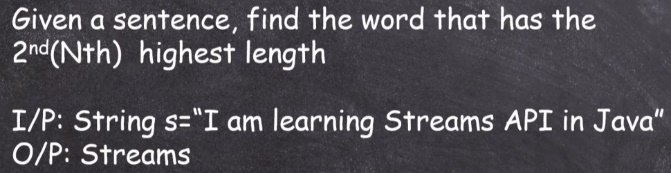 Given a sentence, find the word that has the
2nd(Nth) highest length
I/P: String s="I am learning Streams API in Java"
O/P: Streams